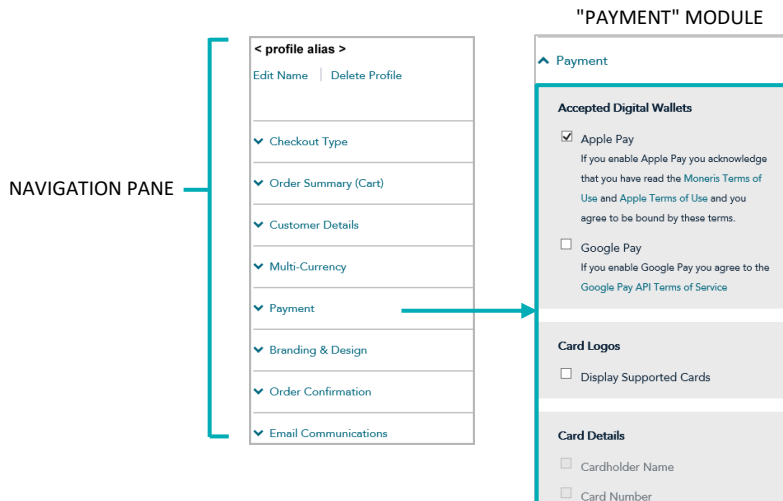 "PAYMENT" MODULE
< profile alias >
Edit Name | Delete Profile
Checkout Type
Order Summary (Cart)
Customer Details
Multi-Currency
Payment
Branding & Design
Order Confirmation
Email Communications
NAVIGATION PANE
Payment
Accepted Digital Wallets
Apple Pay
If you enable Apple Pay you acknowledge
that you have read the Moneris Terms of
Use and Apple Terms of Use and you
agree to be bound by these terms.
Google Pay
If you enable Google Pay you agree to the
Google Pay API Terms of Service
Card Logos
Display Supported Cards
Card Details
Cardholder Name
Card Number